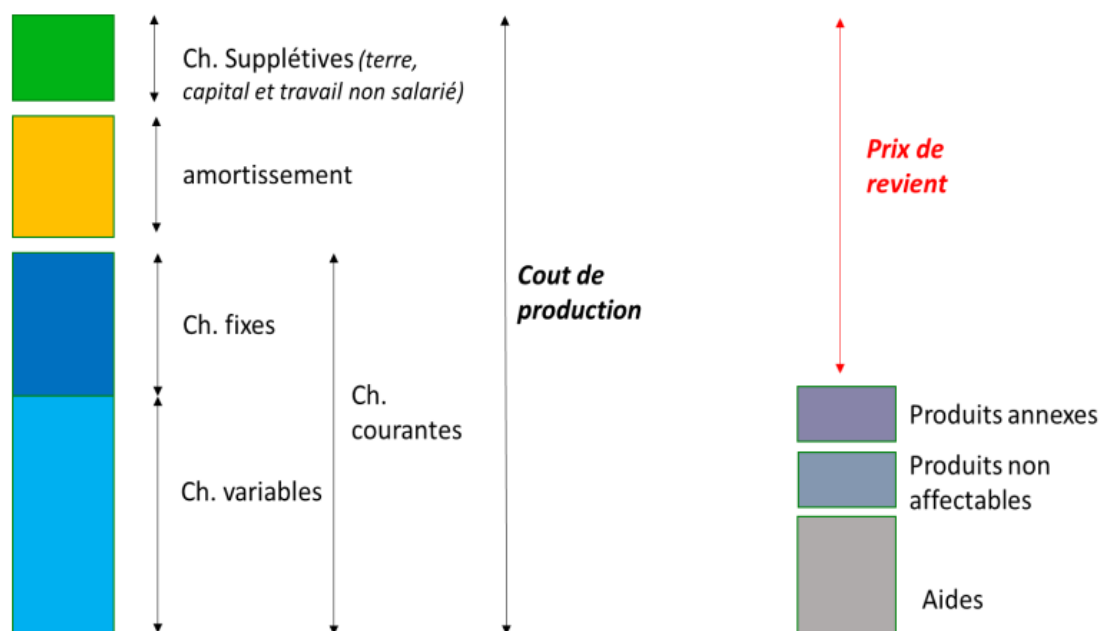 Ch. Supplétives (terre,
capital et travail non salarié)
amortissement
Ch. fixes
Ch. variables
Ch.
courantes
Cout de
production
Prix de
revient
Produits annexes
Produits non
affectables
Aides